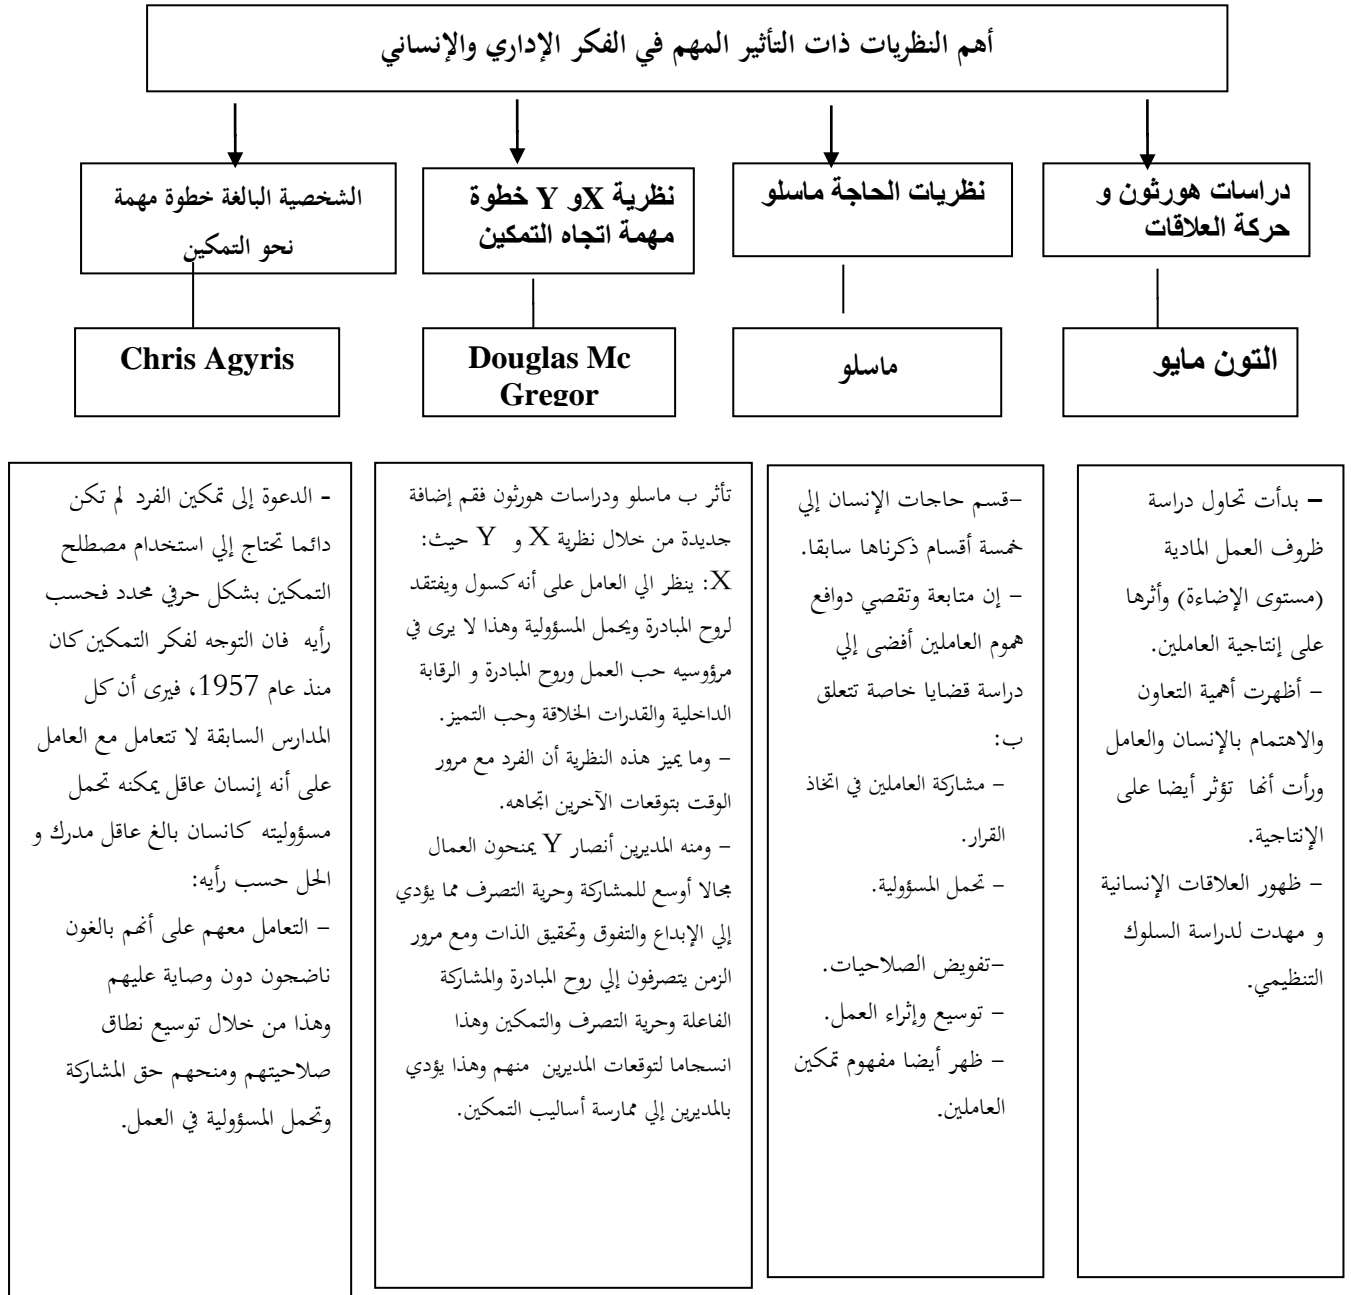 أهم النظريات ذات التأثير المهم في الفكر الإداري والإنساني
دراسات هورثون و
حركة العلاقات
نظريات الحاجة ماسلو
نظرية Xو Y خطوة
مهمة اتجاه التمكين
الشخصية البالغة خطوة مهمة
نحو التمكين
التون مايو
ماسلو
Douglas Mc
Gregor
Chris Agyris
– بدأت تحاول دراسة
ظروف العمل المادية
(مستوى الإضاءة) وأثرها
على إنتاجية العاملين.
– أظهرت أهمية التعاون
والاهتمام بالإنسان والعامل
ورأت أنها تؤثر أيضا على
الإنتاجية.
– ظهور العلاقات الإنسانية
و مهدت لدراسة السلوك
التنظيمي.
–قسم حاجات الإنسان إلي
خمسة أقسام ذكرناها سابقا.
– إن متابعة وتقصي دوافع
هموم العاملين أفضى إلي
دراسة قضايا خاصة تتعلق
ب:
– مشاركة العاملين في اتخاذ
القرار.
– تحمل المسؤولية.
–تفويض الصلاحيات.
– توسيع وإثراء العمل.
– ظهر أيضا مفهوم تمكين
العاملين.
تأثر ب ماسلو ودراسات هورثون فقم إضافة
جديدة من خلال نظرية X و Y حيث:
X: ينظر الي العامل على أنه كسول ويفتقد
لروح المبادرة ويحمل المسؤولية وهذا لا يرى في
مرؤوسيه حب العمل وروح المبادرة و الرقابة
الداخلية والقدرات الخلاقة وحب التميز.
– وما يميز هذه النظرية أن الفرد مع مرور
الوقت بتوقعات الآخرين اتجاهه.
– ومنه المديرين أنصار Y يمنحون العمال
مجالا أوسع للمشاركة وحرية التصرف مما يؤدي
إلي الإبداع والتفوق وتحقيق الذات ومع مرور
الزمن يتصرفون إلي روح المبادرة والمشاركة
الفاعلة وحرية التصرف والتمكين وهذا
انسجاما لتوقعات المديرين منهم وهذا يؤدي
بالمديرين إلي ممارسة أساليب التمكين.
- الدعوة إلى تمكين الفرد لم تكن
دائما تحتاج إلي استخدام مصطلح
التمكين بشكل حرفي محدد فحسب
رأيه فان التوجه لفكر التمكين كان
منذ عام 1957، فيرى أن كل
المدارس السابقة لا تتعامل مع العامل
على أنه إنسان عاقل يمكنه تحمل
مسؤوليته كانسان بالغ عاقل مدرك و
الحل حسب رأيه:
– التعامل معهم على أنهم بالغون
ناضجون دون وصاية عليهم
وهذا من خلال توسيع نطاق
صلاحيتهم ومنحهم حق المشاركة
وتحمل المسؤولية في العمل.